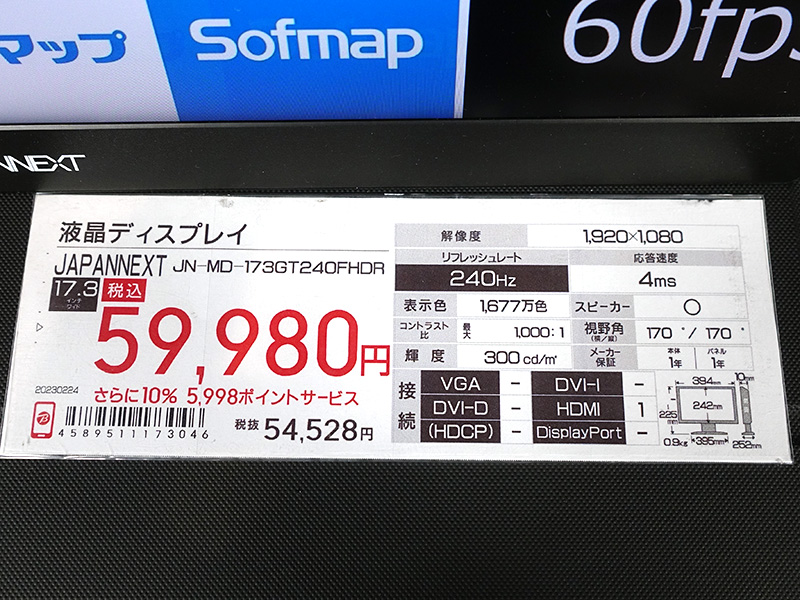 マップ
Sofmap
60fps
NNEXT
液晶ディスプレイ
JAPANNEXT JN-MD-173GT240FHDR
17.3 インチ ワイド 税込
59,980円
20230224
さらに10% 5,998ポイントサービス
4589511173046
税抜 54,528円
解像度 1,920×1,080
リフレッシュレート 応答速度
240Hz 4ms
表示色 1,677万色 スピーカー ○
コントラスト比 最大 1,000:1 視野角(横/縦) 170°/170°
輝度 300cd/㎡ メーカー保証 本体 1年 パネル 1年
接続
VGA - DVI-I -
DVI-D - HDMI 1
(HDCP) - DisplayPort -
394mm 10mm
225mm 242mm
0.9kg 395mm 252mm